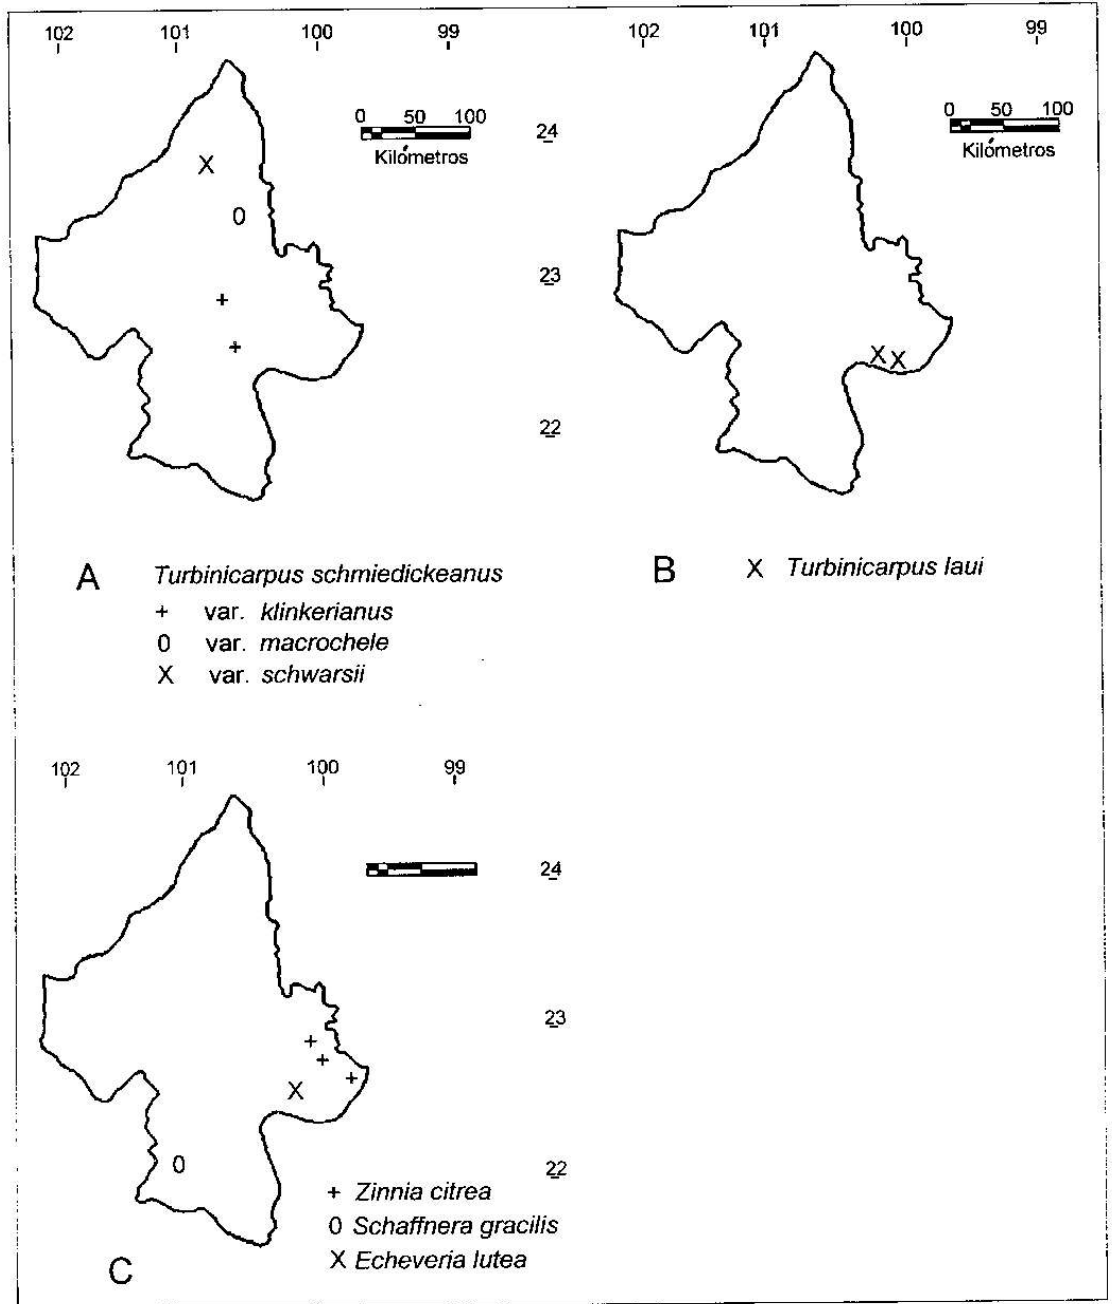 102 101 100 99
0 50 100
Kilómetros
24
23
22
A Turbinicarpus schmiedickeanus
+ var. klinkerianus
0 var. macrochele
X var. schwarsii
102 101 100 99
0 50 100
Kilómetros
B X Turbinicarpus laui
102 101 100 99
24
23
22
+ Zinnia citrea
0 Schaffnera gracilis
X Echeveria lutea
C